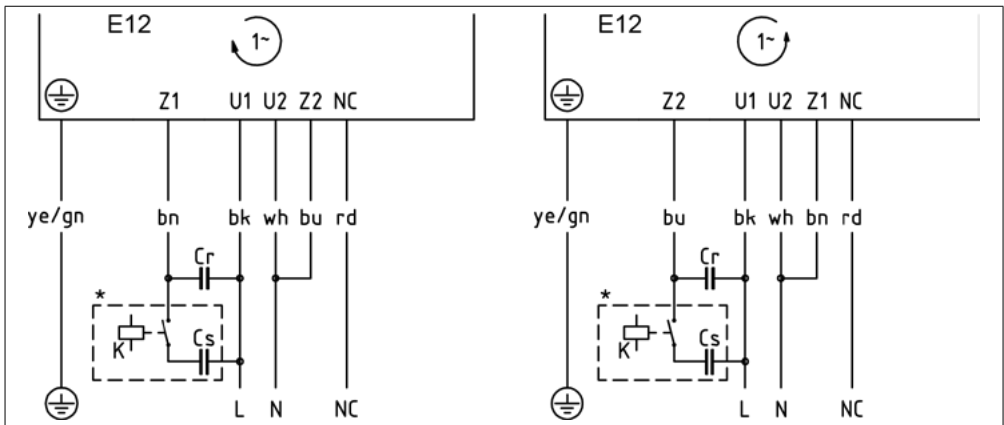 E12 1~
Z1 U1 U2 Z2 NC
ye/gn bn bk wh bu rd
Cr
*
K Cs
L N NC
E12 1~
Z2 U1 U2 Z1 NC
ye/gn bu bk wh bn rd
Cr
*
K Cs
L N NC